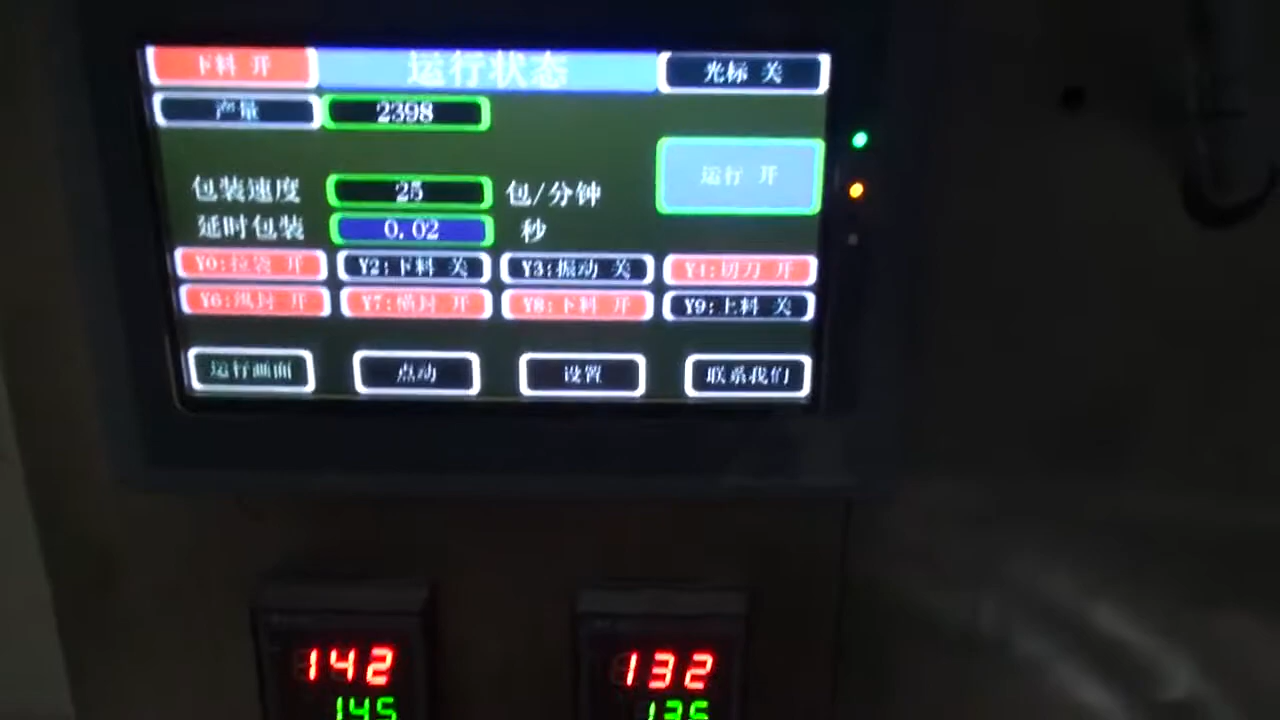 下料 开 运行状态 光标 关
产量 2398
运行 开
包装速度 25 包/分钟
延时包装 0.02 秒
Y0:拉袋 开 Y2:下料 关 Y3:振动 关 Y4:切刀 开
Y6:纵封 开 Y7:横封 开 Y8:下料 开 Y9:上料 关
运行画面 点动 设置 联系我们
142 132
145 135